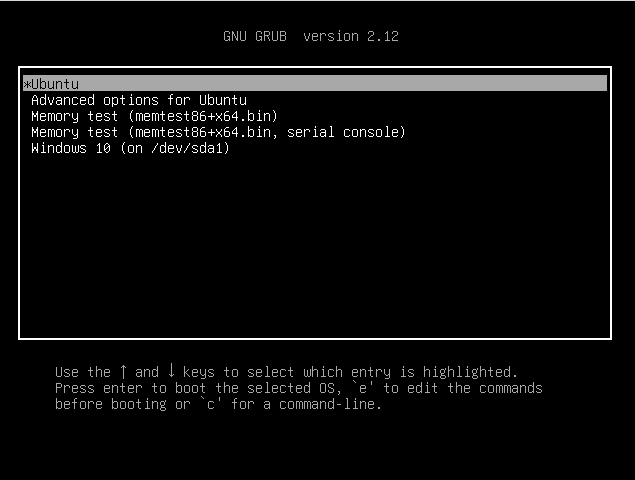 GNU GRUB  version 2.12
*Ubuntu
Advanced options for Ubuntu
Memory test (memtest86+x64.bin)
Memory test (memtest86+x64.bin, serial console)
Windows 10 (on /dev/sda1)
Use the ↑ and ↓ keys to select which entry is highlighted.
Press enter to boot the selected OS, `e' to edit the commands
before booting or `c' for a command-line.